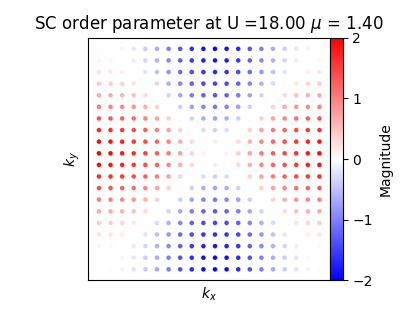 SC order parameter at U =18.00 μ = 1.40
k_y
k_x
2
1
0
−1
−2
Magnitude